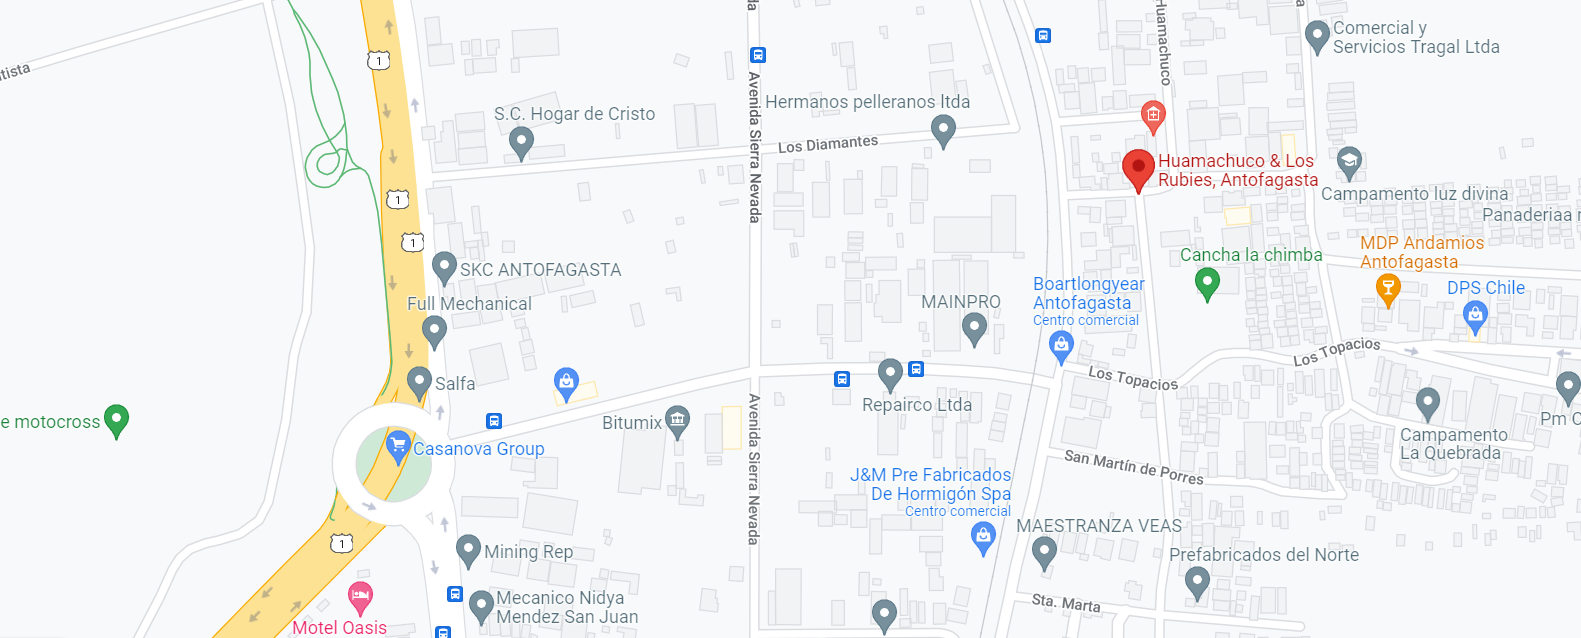 da
Huamachuco
a
Comercial y
Servicios Tragal Ltda
1
tista
Avenida Sierra Nevada
Hermanos pelleranos ltda
S.C. Hogar de Cristo
Los Diamantes
Huamachuco & Los
Rubies, Antofagasta
Campamento luz divina
1
Panaderiaa r
1
MDP Andamios
Antofagasta
Cancha la chimba
SKC ANTOFAGASTA
Boartlongyear
Antofagasta
Centro comercial
DPS Chile
Full Mechanical
MAINPRO
Los Topacios
Los Topacios
Salfa
Repairco Ltda
e motocross
Bitumix
Avenida Sierra Nevada
Pm C
Campamento
La Quebrada
Casanova Group
San Martín de Porres
J&M Pre Fabricados
De Hormigón Spa
Centro comercial
MAESTRANZA VEAS
1
Mining Rep
Prefabricados del Norte
Mecanico Nidya
Mendez San Juan
Sta. Marta
Motel Oasis